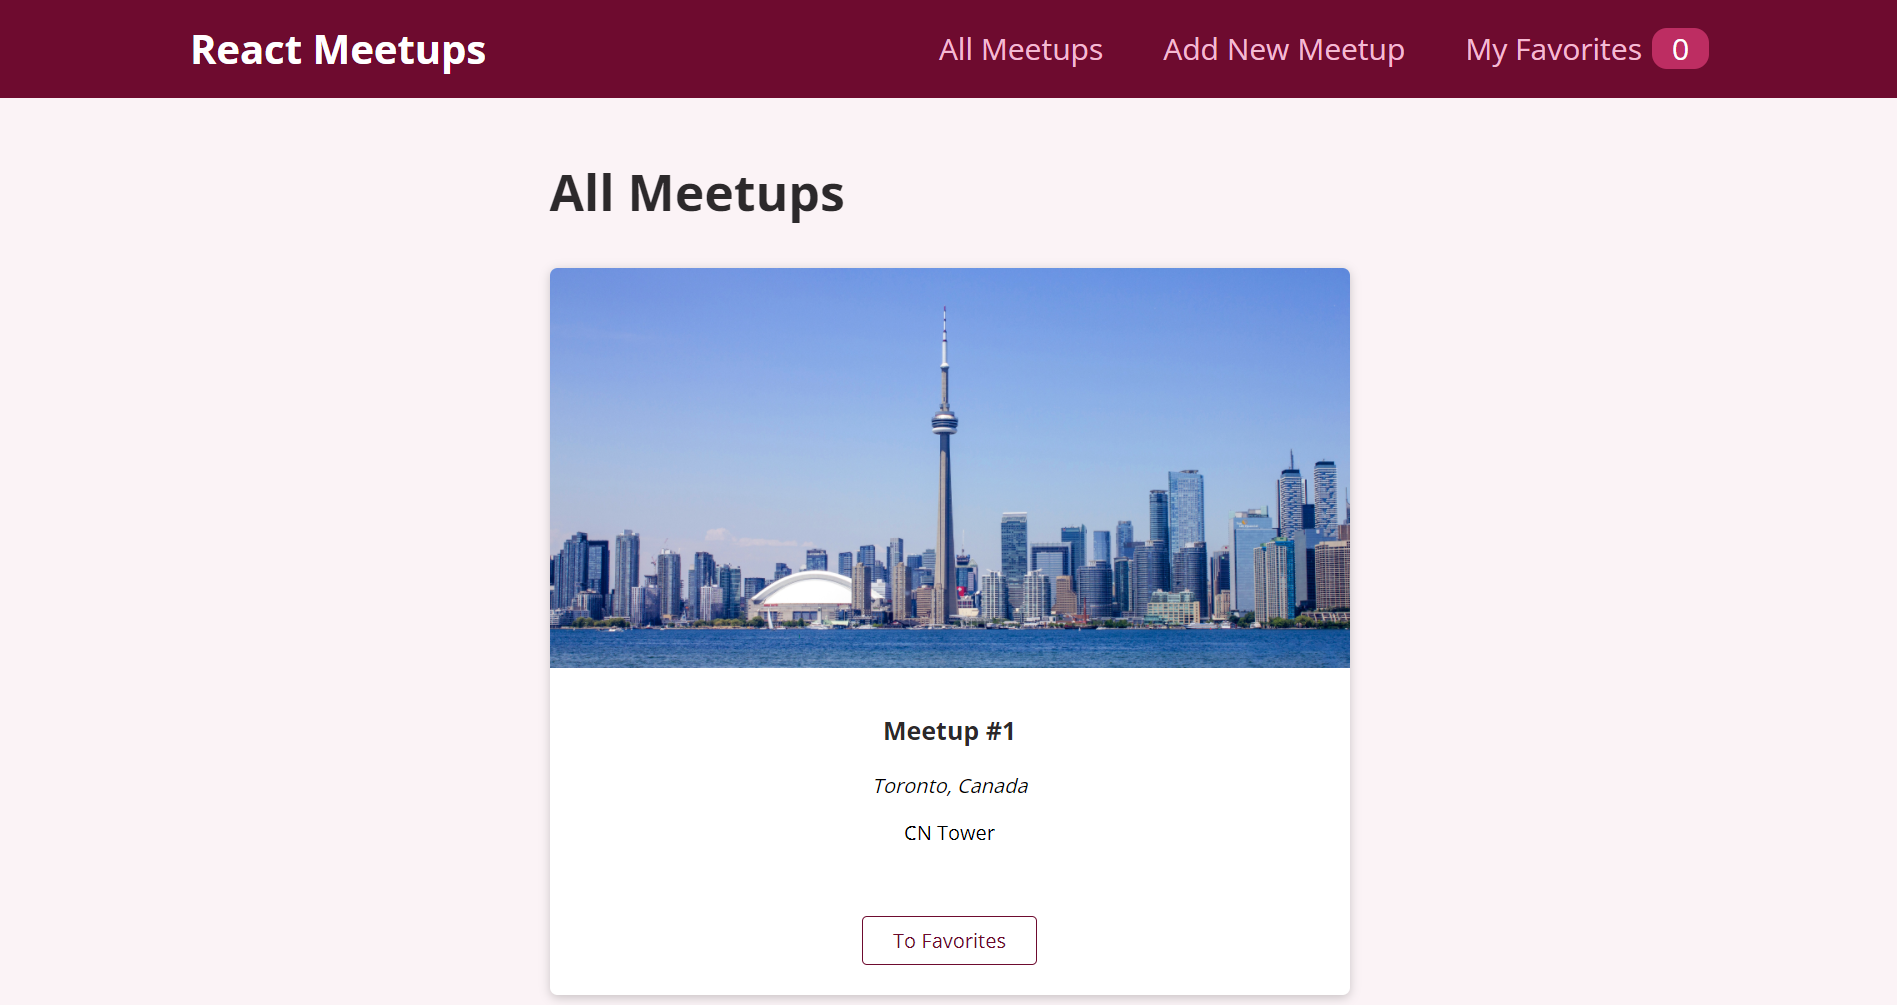 React Meetups
All Meetups
Add New Meetup
My Favorites 0
All Meetups
Meetup #1
Toronto, Canada
CN Tower
To Favorites